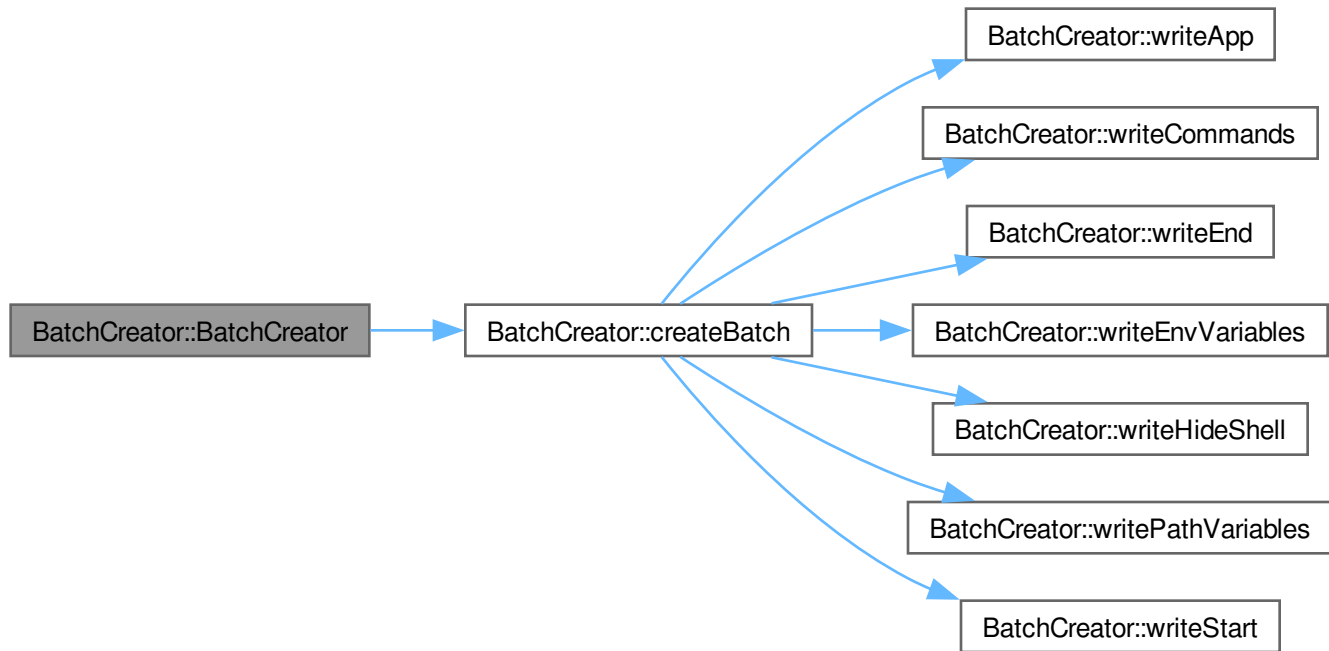 BatchCreator::writeApp
BatchCreator::writeCommands
BatchCreator::writeEnd
BatchCreator::BatchCreator
BatchCreator::createBatch
BatchCreator::writeEnvVariables
BatchCreator::writeHideShell
BatchCreator::writePathVariables
BatchCreator::writeStart